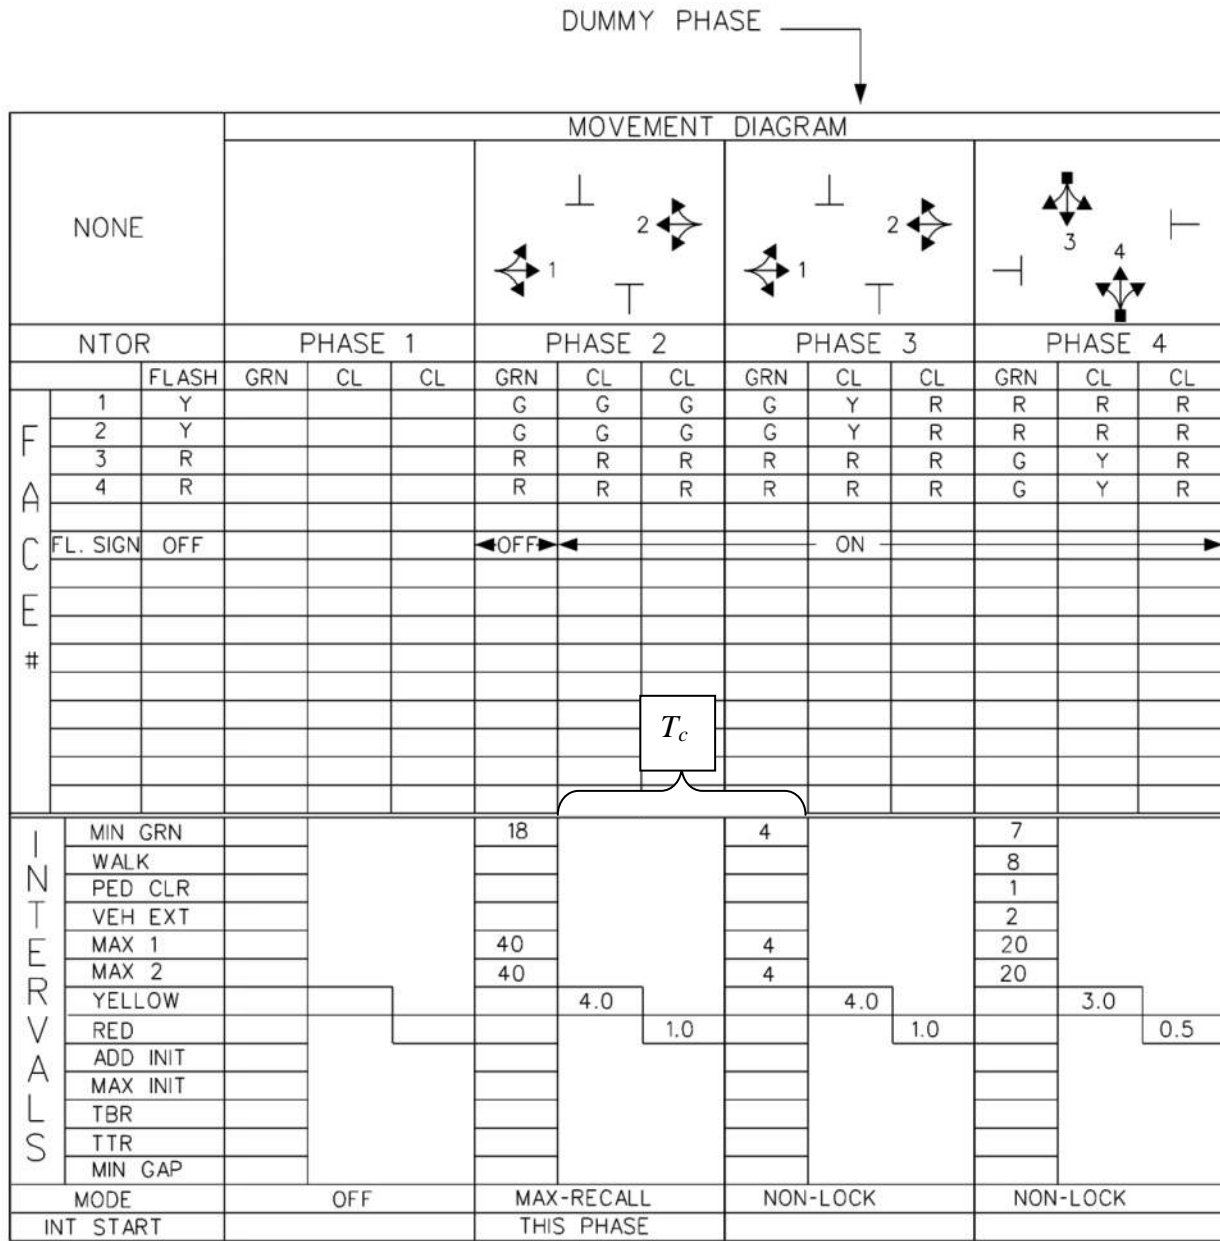 DUMMY PHASE
MOVEMENT DIAGRAM
NONE
1 2
1 2
3 4
NTOR PHASE 1 PHASE 2 PHASE 3 PHASE 4
FLASH GRN CL CL GRN CL CL GRN CL CL GRN CL CL
FACE#
1 Y G G G G Y R R R R
2 Y G G G G Y R R R R
3 R R R R R R R G Y R
4 R R R R R R R G Y R
FL. SIGN OFF OFF ON
Tc
INTERVALS
MIN GRN 18 4 7
WALK 8
PED CLR 1
VEH EXT 2
MAX 1 40 4 20
MAX 2 40 4 20
YELLOW 4.0 4.0 3.0
RED 1.0 1.0 0.5
ADD INIT
MAX INIT
TBR
TTR
MIN GAP
MODE OFF MAX-RECALL NON-LOCK NON-LOCK
INT START THIS PHASE